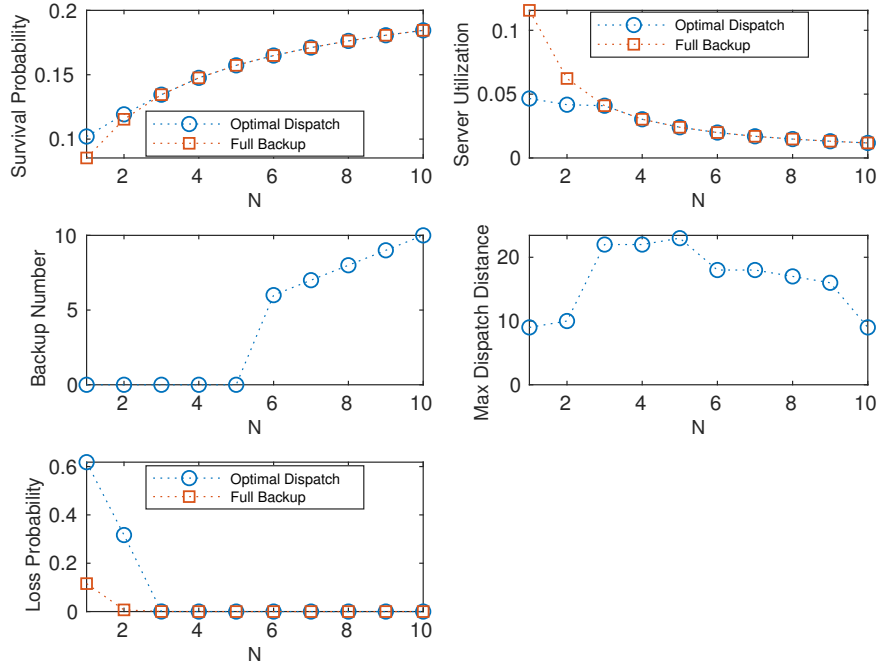 0.2
0.15
0.1
Survival Probability
Optimal Dispatch
Full Backup
2 4 6 8 10
N
0.1
0.05
0
Server Utilization
Optimal Dispatch
Full Backup
2 4 6 8 10
N
10
5
0
Backup Number
2 4 6 8 10
N
20
10
0
Max Dispatch Distance
2 4 6 8 10
N
0.6
0.4
0.2
0
Loss Probability
Optimal Dispatch
Full Backup
2 4 6 8 10
N